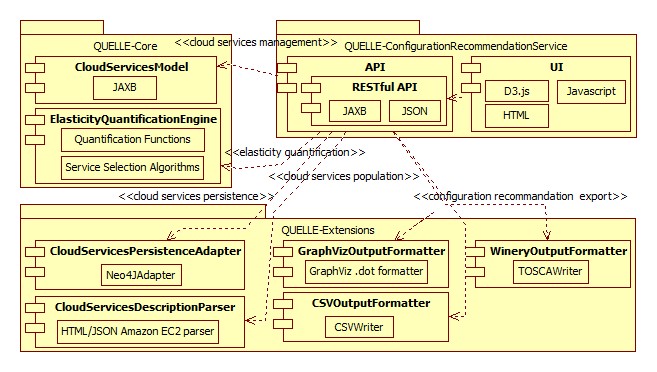 QUELLE-Core
<<cloud services management>>
QUELLE-ConfigurationRecommendationService
CloudServicesModel
JAXB
API
RESTful API
JAXB
JSON
UI
D3.js
Javascript
HTML
ElasticityQuantificationEngine
Quantification Functions
Service Selection Algorithms
<<elasticity quantification>>
<<cloud services population>>
<<cloud services persistence>>
<<configuration recommandation export>>
QUELLE-Extensions
CloudServicesPersistenceAdapter
Neo4JAdapter
GraphVizOutputFormatter
GraphViz .dot formatter
WineryOutputFormatter
TOSCAWriter
CloudServicesDescriptionParser
HTML/JSON Amazon EC2 parser
CSVOutputFormatter
CSVWriter